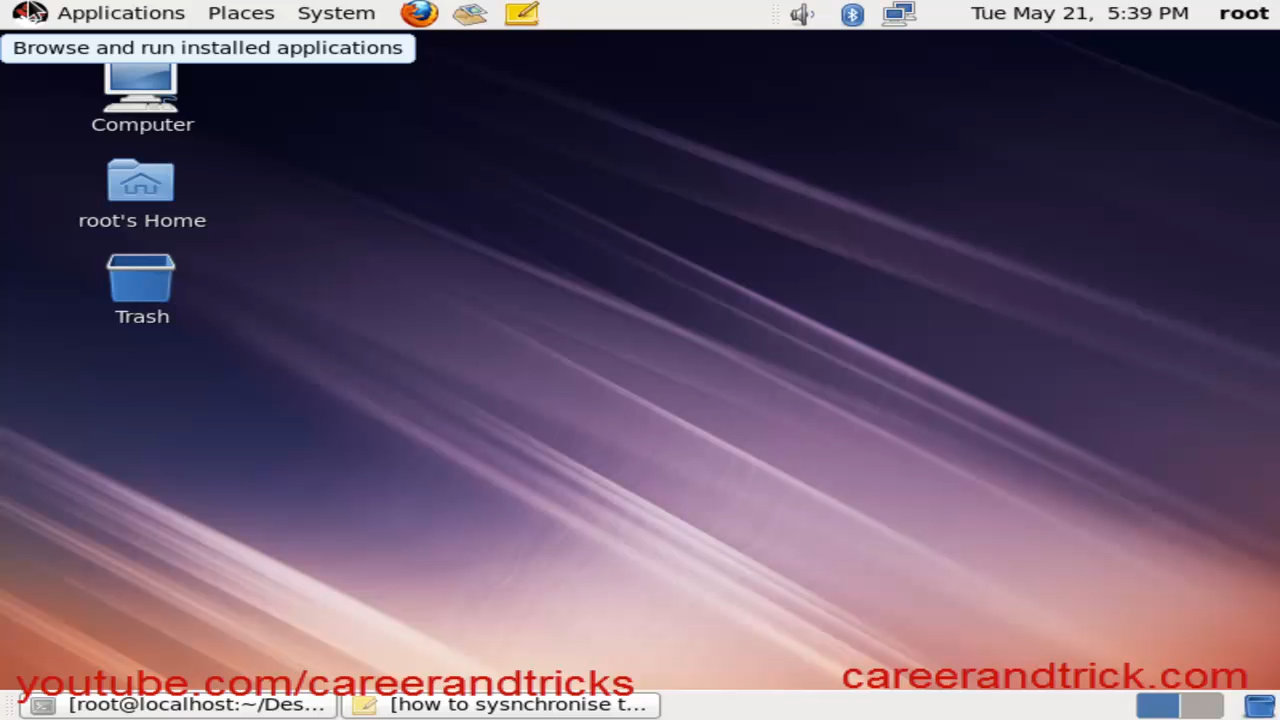 Applications Places System Tue May 21, 5:39 PM root
Browse and run installed applications
Computer
root's Home
Trash
youtube.com/careerandtricks careerandtrick.com
[root@localhost:~/Des... [how to sysnchronise t...